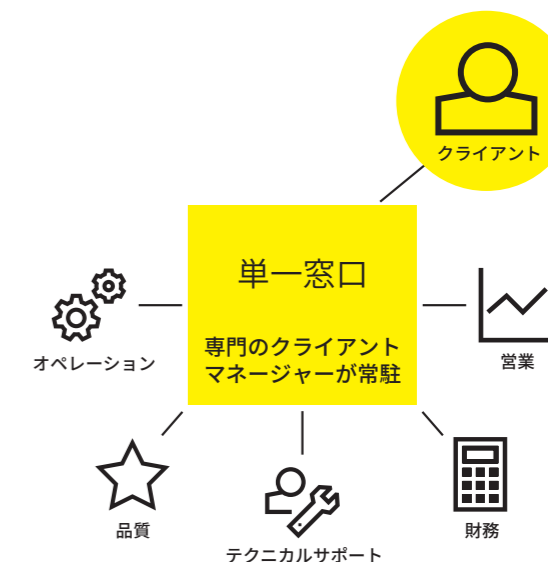 クライアント
単一窓口
専門のクライアント
マネージャーが常駐
オペレーション
営業
品質
財務
テクニカルサポート